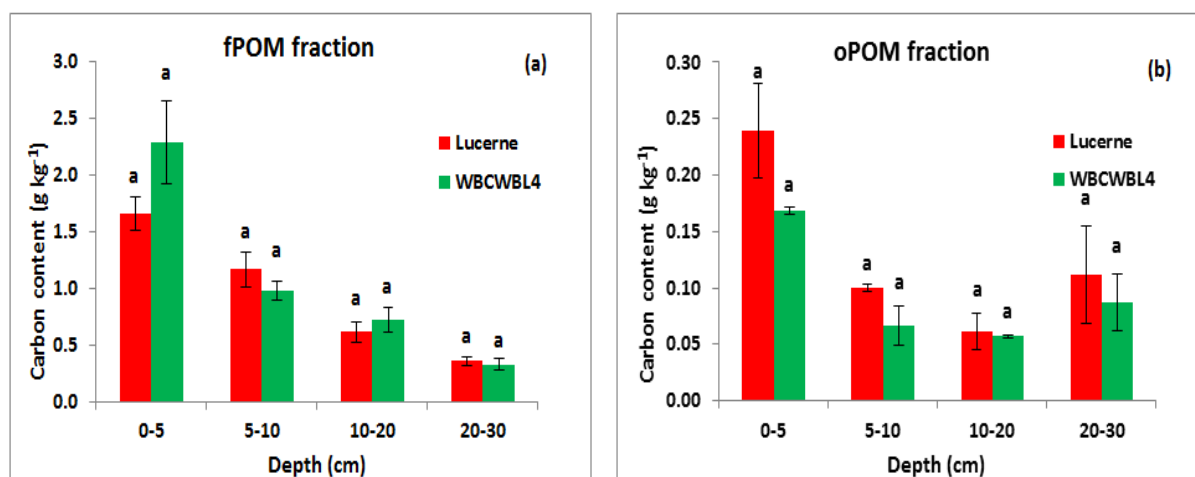 fPOM fraction
(a)
Carbon content (g kg⁻¹)
3.0
2.5
2.0
1.5
1.0
0.5
0.0
a
a
a
a
a
a
a
a
Lucerne
WBCWBL4
0-5
5-10
10-20
20-30
Depth (cm)
oPOM fraction
(b)
Carbon content (g kg⁻¹)
0.30
0.25
0.20
0.15
0.10
0.05
0.00
a
a
a
a
a
a
a
a
Lucerne
WBCWBL4
0-5
5-10
10-20
20-30
Depth (cm)